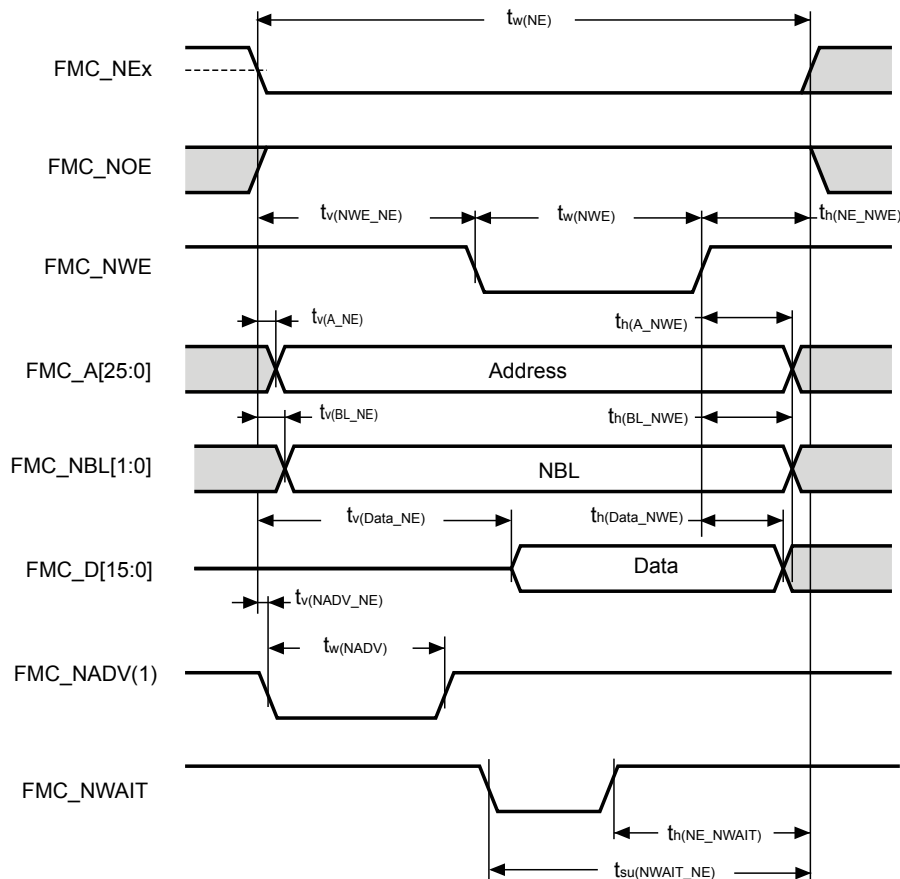 tw(NE)
FMC_NEx
FMC_NOE
tv(NWE_NE)
tw(NWE)
th(NE_NWE)
FMC_NWE
tv(A_NE)
th(A_NWE)
FMC_A[25:0]
Address
tv(BL_NE)
th(BL_NWE)
FMC_NBL[1:0]
NBL
tv(Data_NE)
th(Data_NWE)
FMC_D[15:0]
Data
tv(NADV_NE)
tw(NADV)
FMC_NADV(1)
FMC_NWAIT
th(NE_NWAIT)
tsu(NWAIT_NE)